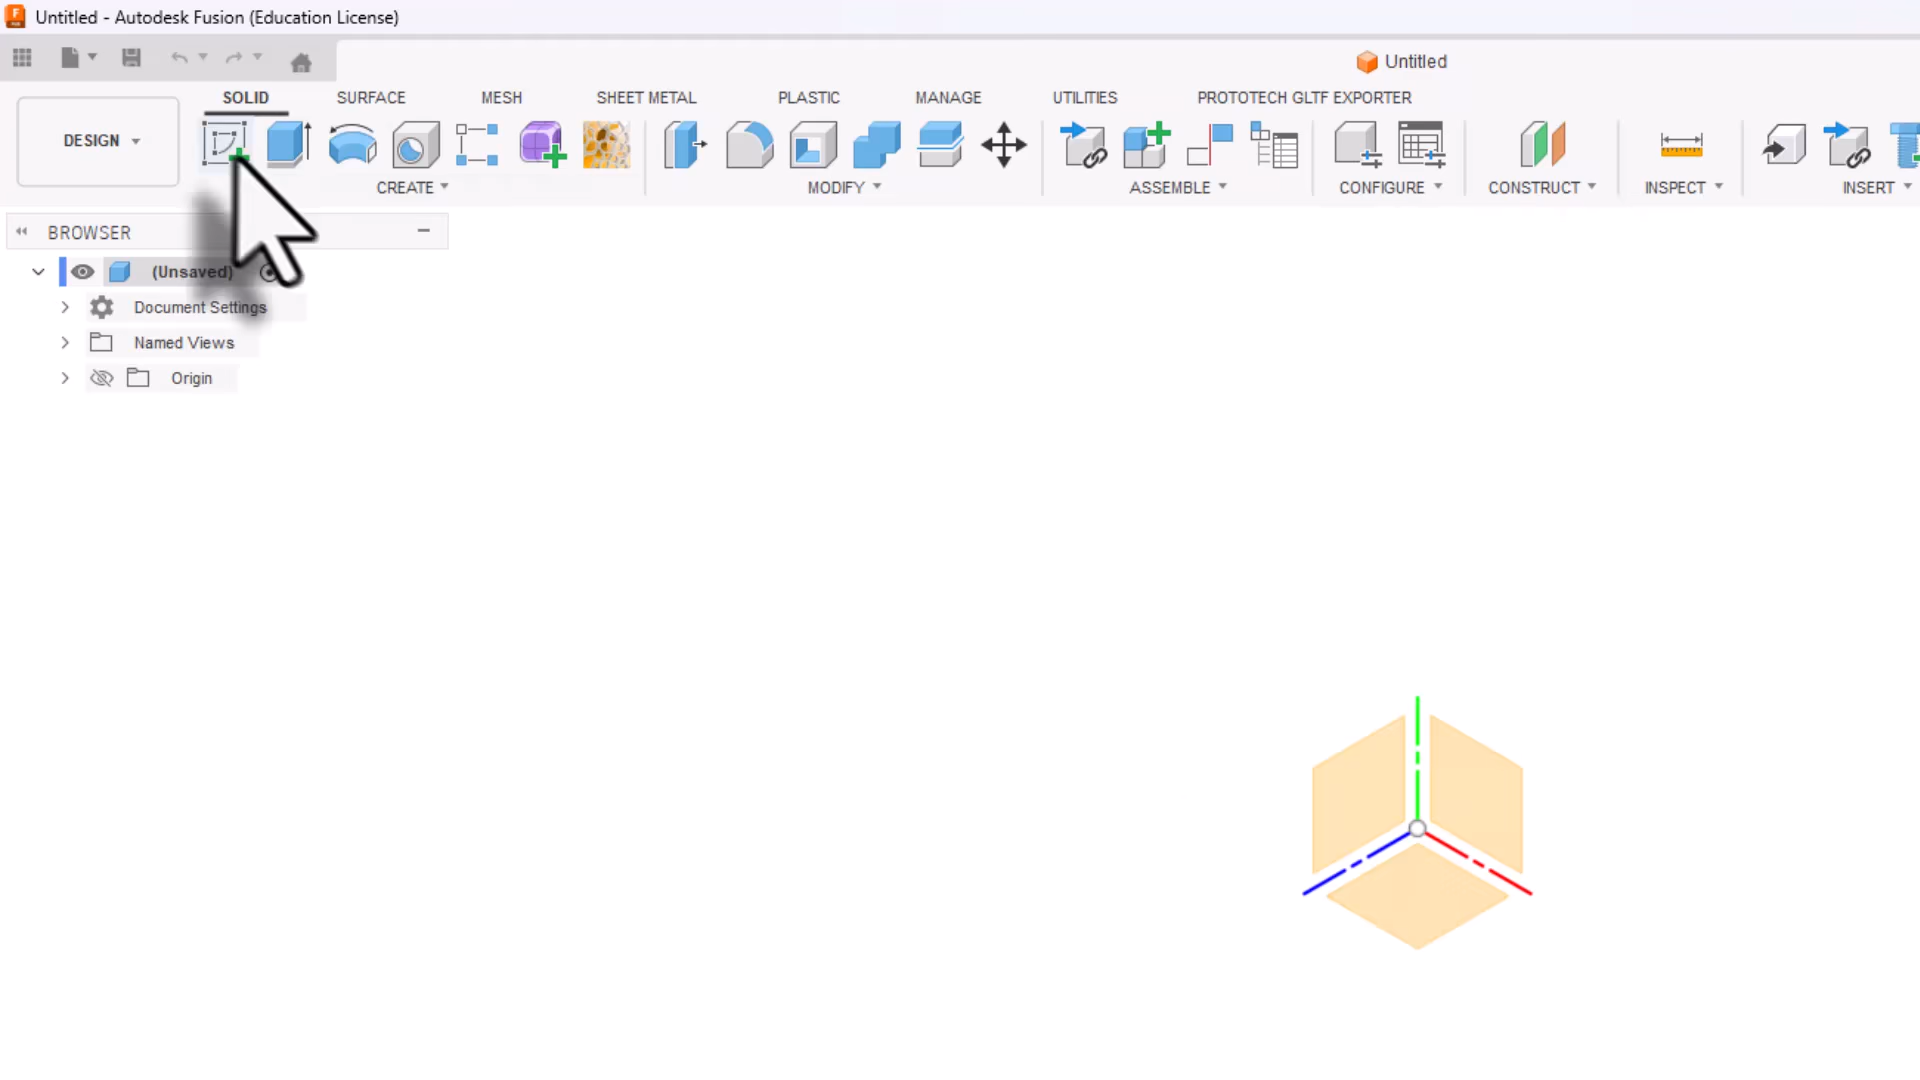 Untitled - Autodesk Fusion (Education License)
Untitled
SOLID SURFACE MESH SHEET METAL PLASTIC MANAGE UTILITIES PROTOTECH GLTF EXPORTER
DESIGN
CREATE MODIFY ASSEMBLE CONFIGURE CONSTRUCT INSPECT INSERT
BROWSER
(Unsaved)
Document Settings
Named Views
Origin